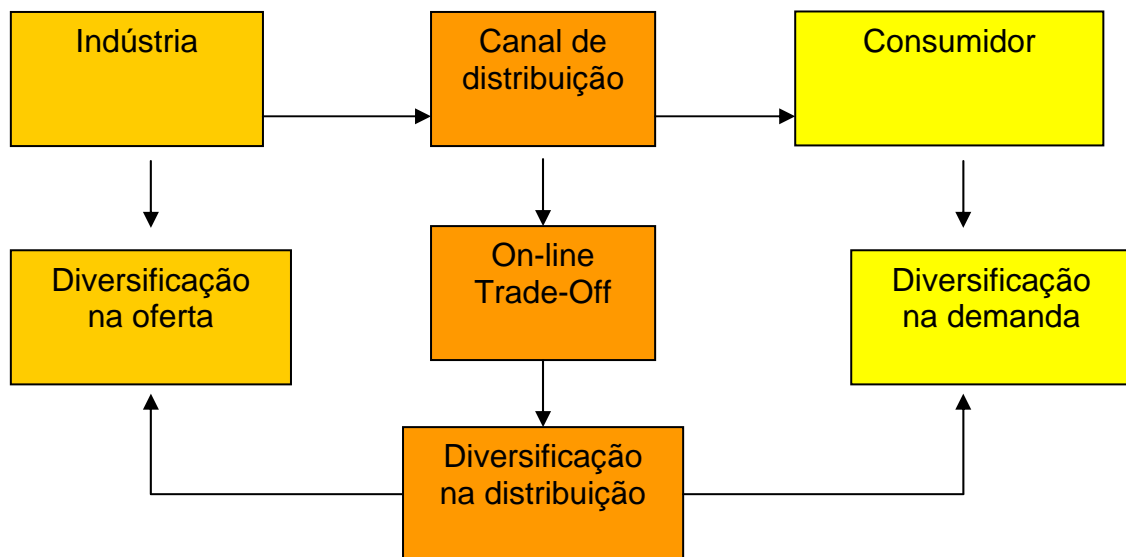 Indústria
Canal de
distribuição
Consumidor
Diversificação
na oferta
On-line
Trade-Off
Diversificação
na demanda
Diversificação
na distribuição